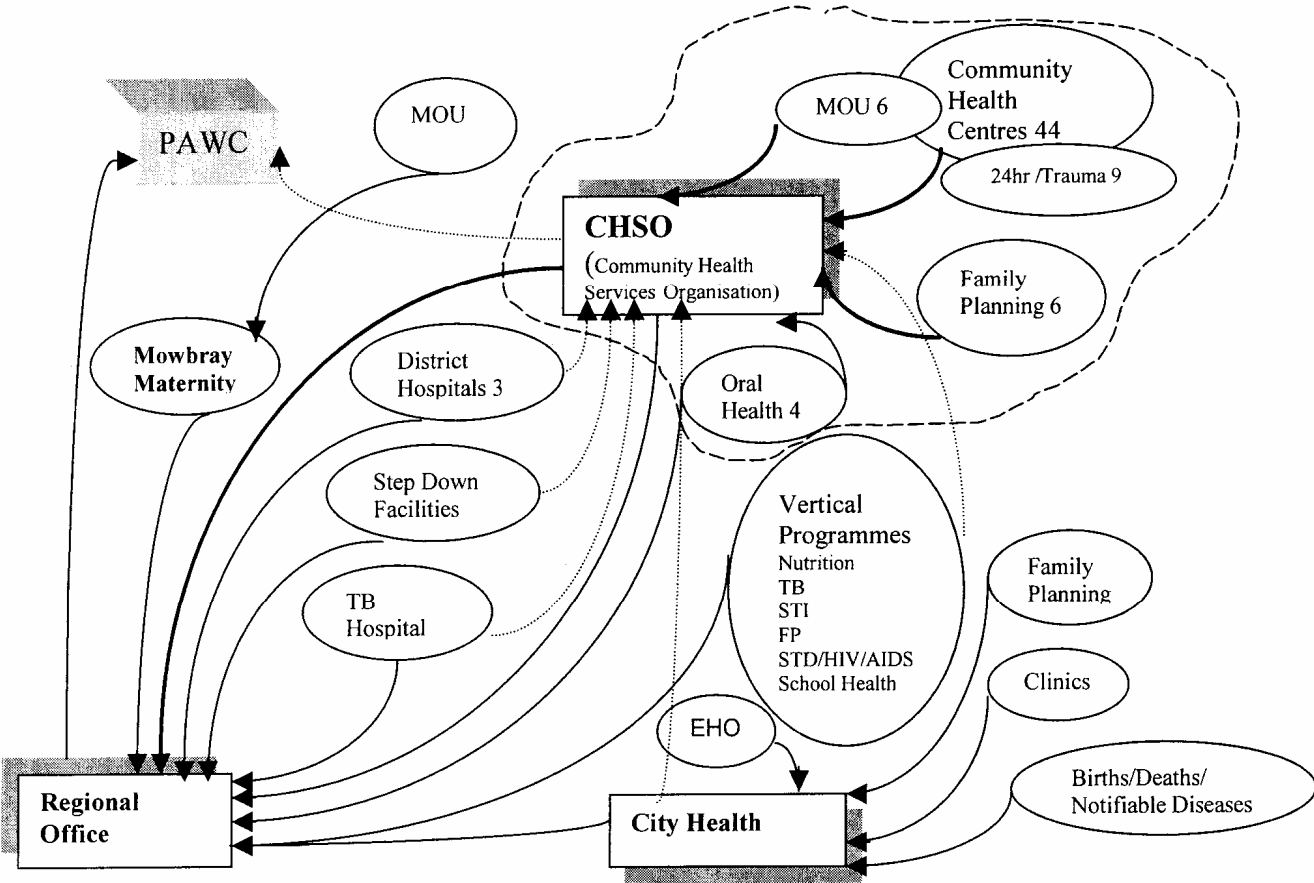 Community
Health
Centres 44
MOU 6
24hr /Trauma 9
MOU
PAWC
CHSO
(Community Health
Services Organisation)
Family
Planning 6
Mowbray
Maternity
District
Hospitals 3
Oral
Health 4
Step Down
Facilities
Vertical
Programmes
Nutrition
TB
STI
FP
STD/HIV/AIDS
School Health
TB
Hospital
Family
Planning
Clinics
EHO
Births/Deaths/
Notifiable Diseases
Regional
Office
City Health